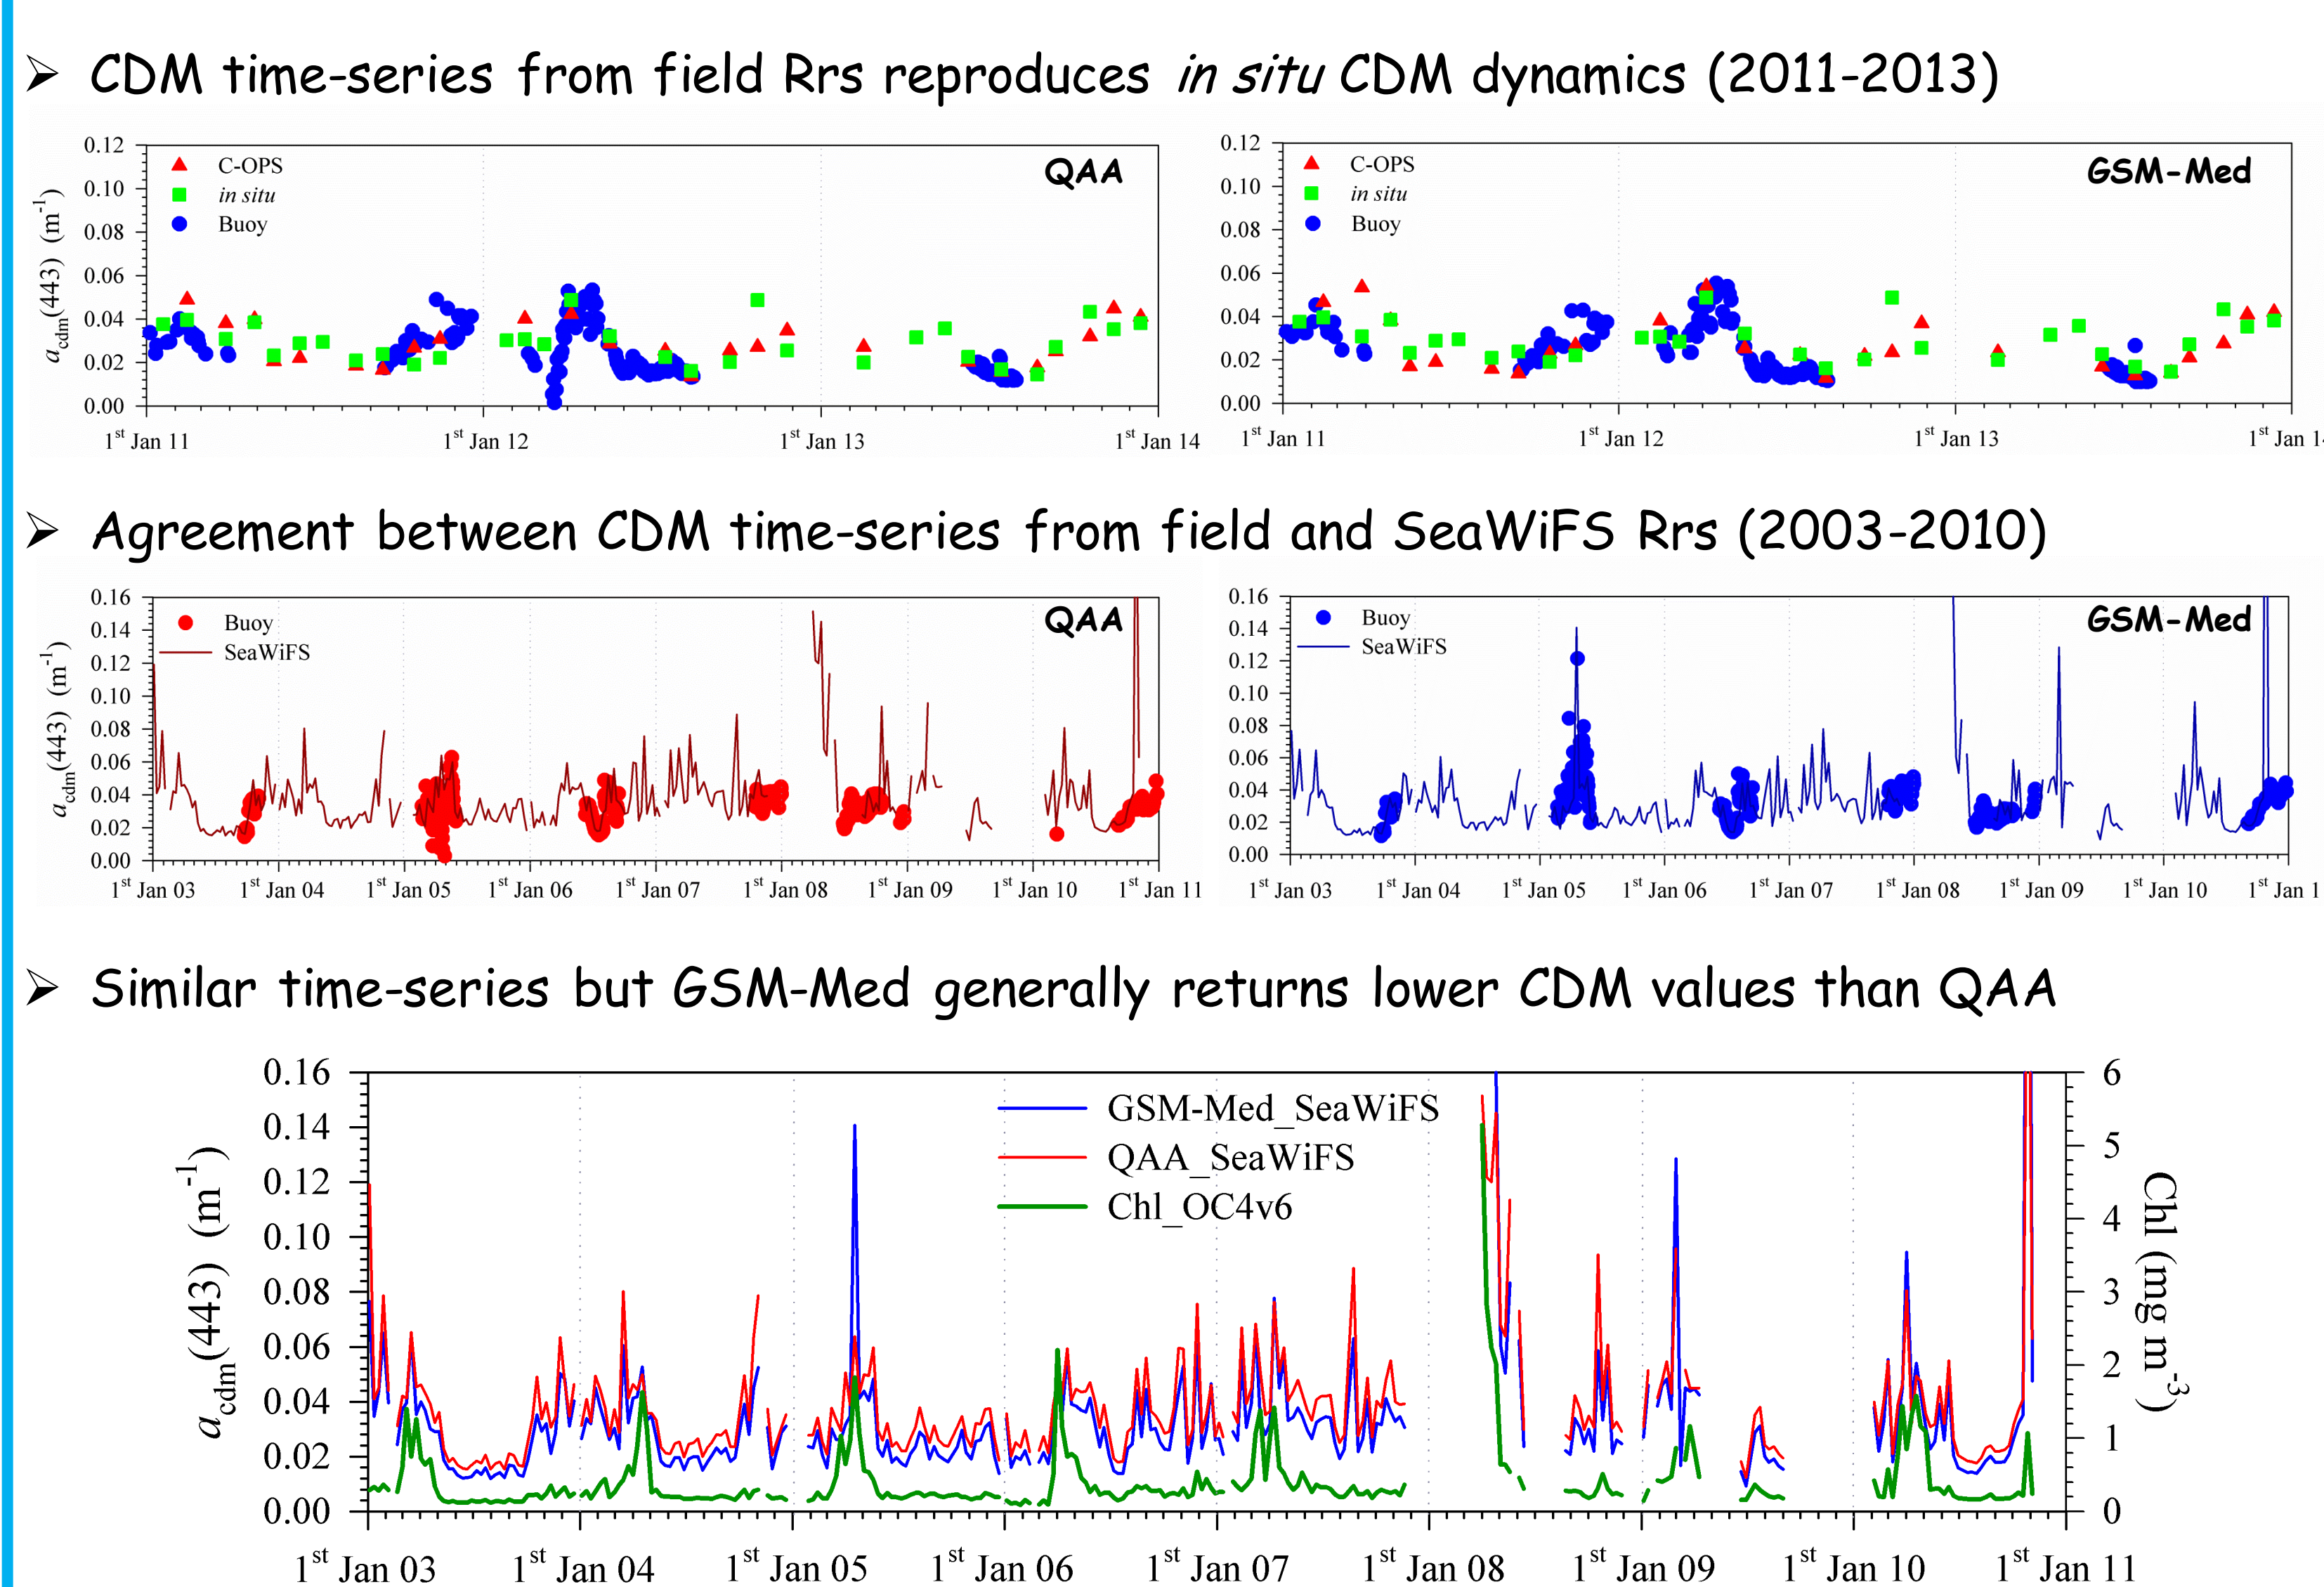 ➢ CDM time-series from field Rrs reproduces in situ CDM dynamics (2011-2013)
0.12
0.10
0.08
0.06
0.04
0.02
0.00
acdm(443) (m-1)
C-OPS
in situ
Buoy
QAA
1st Jan 11
1st Jan 12
1st Jan 13
1st Jan 14
0.12
0.10
0.08
0.06
0.04
0.02
0.00
C-OPS
in situ
Buoy
GSM-Med
1st Jan 11
1st Jan 12
1st Jan 13
1st Jan 1
➢ Agreement between CDM time-series from field and SeaWiFS Rrs (2003-2010)
0.16
0.14
0.12
0.10
0.08
0.06
0.04
0.02
0.00
acdm(443) (m-1)
Buoy
SeaWiFS
QAA
1st Jan 03
1st Jan 04
1st Jan 05
1st Jan 06
1st Jan 07
1st Jan 08
1st Jan 09
1st Jan 10
1st Jan 11
0.16
0.14
0.12
0.10
0.08
0.06
0.04
0.02
0.00
Buoy
SeaWiFS
GSM-Med
1st Jan 03
1st Jan 04
1st Jan 05
1st Jan 06
1st Jan 07
1st Jan 08
1st Jan 09
1st Jan 10
1st Jan 1
➢ Similar time-series but GSM-Med generally returns lower CDM values than QAA
0.16
0.14
0.12
0.10
0.08
0.06
0.04
0.02
0.00
acdm(443) (m-1)
GSM-Med_SeaWiFS
QAA_SeaWiFS
Chl_OC4v6
6
5
4
3
2
1
0
Chl (mg m-3)
1st Jan 03
1st Jan 04
1st Jan 05
1st Jan 06
1st Jan 07
1st Jan 08
1st Jan 09
1st Jan 10
1st Jan 11